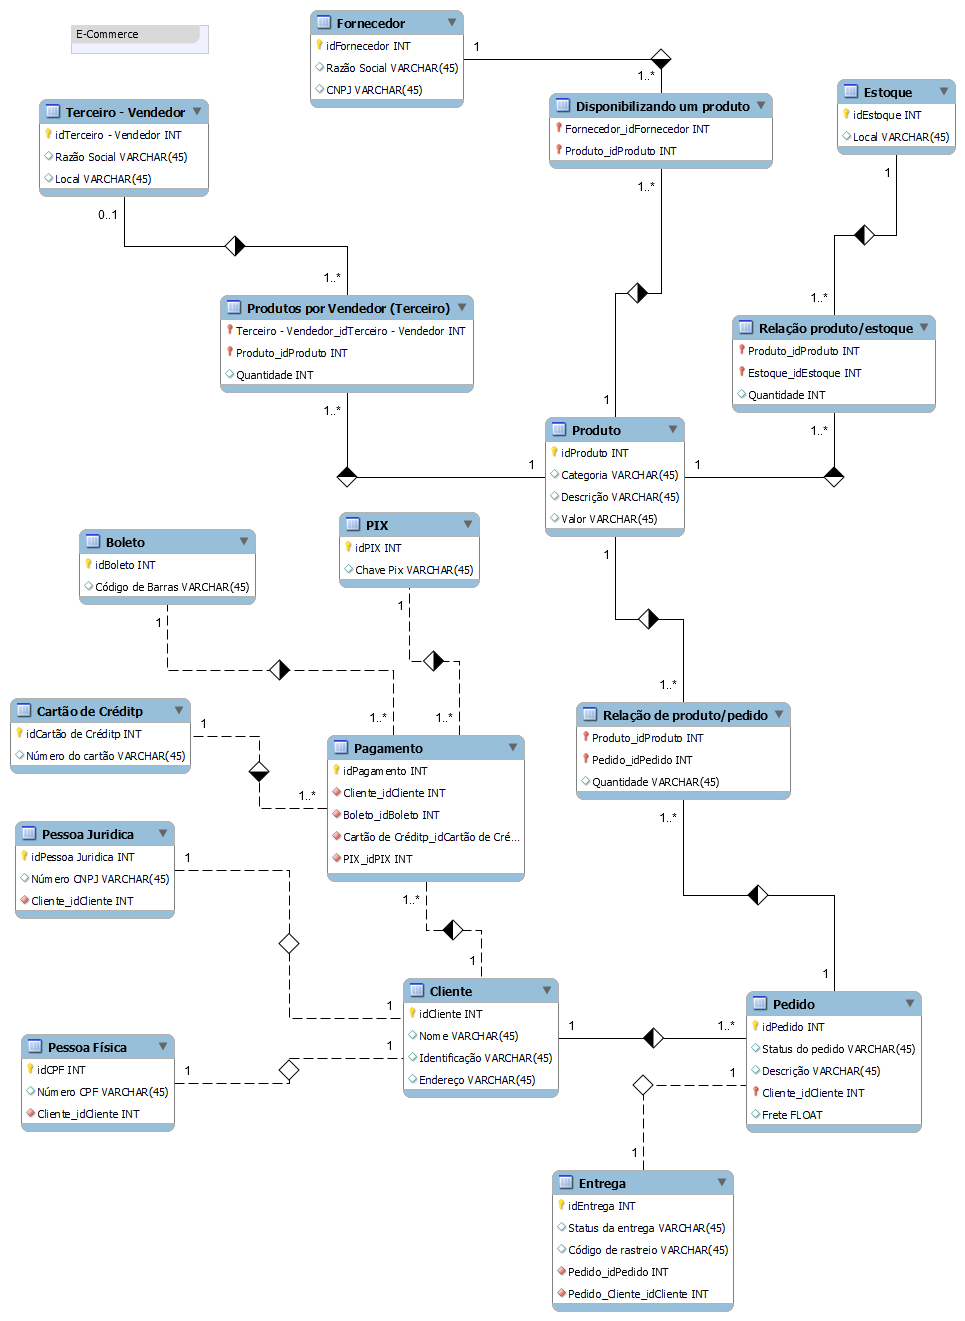 E-Commerce
Fornecedor
idFornecedor INT
Razão Social VARCHAR(45)
CNPJ VARCHAR(45)
1
1..*
Disponibilizando um produto
Fornecedor_idFornecedor INT
Produto_idProduto INT
1..*
Estoque
idEstoque INT
Local VARCHAR(45)
1
Terceiro - Vendedor
idTerceiro - Vendedor INT
Razão Social VARCHAR(45)
Local VARCHAR(45)
0..1
1..*
Produtos por Vendedor (Terceiro)
Terceiro - Vendedor_idTerceiro - Vendedor INT
Produto_idProduto INT
Quantidade INT
1..*
1..*
Relação produto/estoque
Produto_idProduto INT
Estoque_idEstoque INT
Quantidade INT
1..*
1
1
1
Produto
idProduto INT
Categoria VARCHAR(45)
Descrição VARCHAR(45)
Valor VARCHAR(45)
1
Boleto
idBoleto INT
Código de Barras VARCHAR(45)
1
PIX
idPIX INT
Chave Pix VARCHAR(45)
1
1..*
1..*
Cartão de Créditp
idCartão de Créditp INT
Número do cartão VARCHAR(45)
1
1..*
Pagamento
idPagamento INT
Cliente_idCliente INT
Boleto_idBoleto INT
Cartão de Créditp_idCartão de Cré...
PIX_idPIX INT
1..*
1..*
Relação de produto/pedido
Produto_idProduto INT
Pedido_idPedido INT
Quantidade INT
1..*
Pessoa Juridica
idPessoa Juridica INT
Número CNPJ VARCHAR(45)
Cliente_idCliente INT
1
1
1
1
Cliente
idCliente INT
Nome VARCHAR(45)
Identificação VARCHAR(45)
Endereço VARCHAR(45)
1
1..*
1
Pedido
idPedido INT
Status do pedido VARCHAR(45)
Descrição VARCHAR(45)
Cliente_idCliente INT
Frete FLOAT
1
Pessoa Física
idCPF INT
Número CPF VARCHAR(45)
Cliente_idCliente INT
1
1
Entrega
idEntrega INT
Status da entrega VARCHAR(45)
Código de rastreio VARCHAR(45)
Pedido_idPedido INT
Pedido_Cliente_idCliente INT